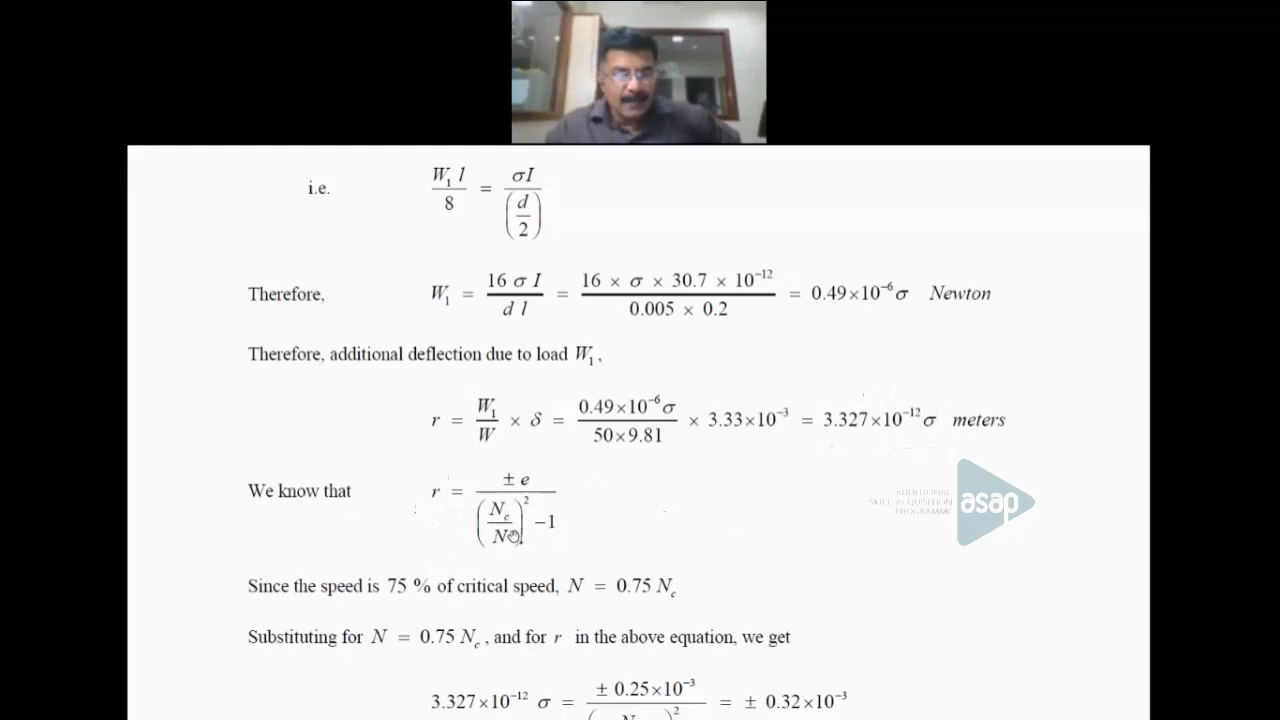 i.e. W₁ l / 8 = σI / (d/2)
Therefore, W₁ = 16 σ I / d l = 16 × σ × 30.7 × 10⁻¹² / 0.005 × 0.2 = 0.49×10⁻⁶ σ Newton
Therefore, additional deflection due to load W₁,
r = W₁ / W × δ = 0.49×10⁻⁶ σ / 50×9.81 × 3.33×10⁻³ = 3.327×10⁻¹² σ meters
We know that r = ± e / (N_c / N)² −1
ADDITIONAL
SKILL ACQUISITION
PROGRAMME
asap
Since the speed is 75 % of critical speed, N = 0.75 N_c
Substituting for N = 0.75 N_c , and for r in the above equation, we get
3.327×10⁻¹² σ = ± 0.25×10⁻³ = ± 0.32×10⁻³